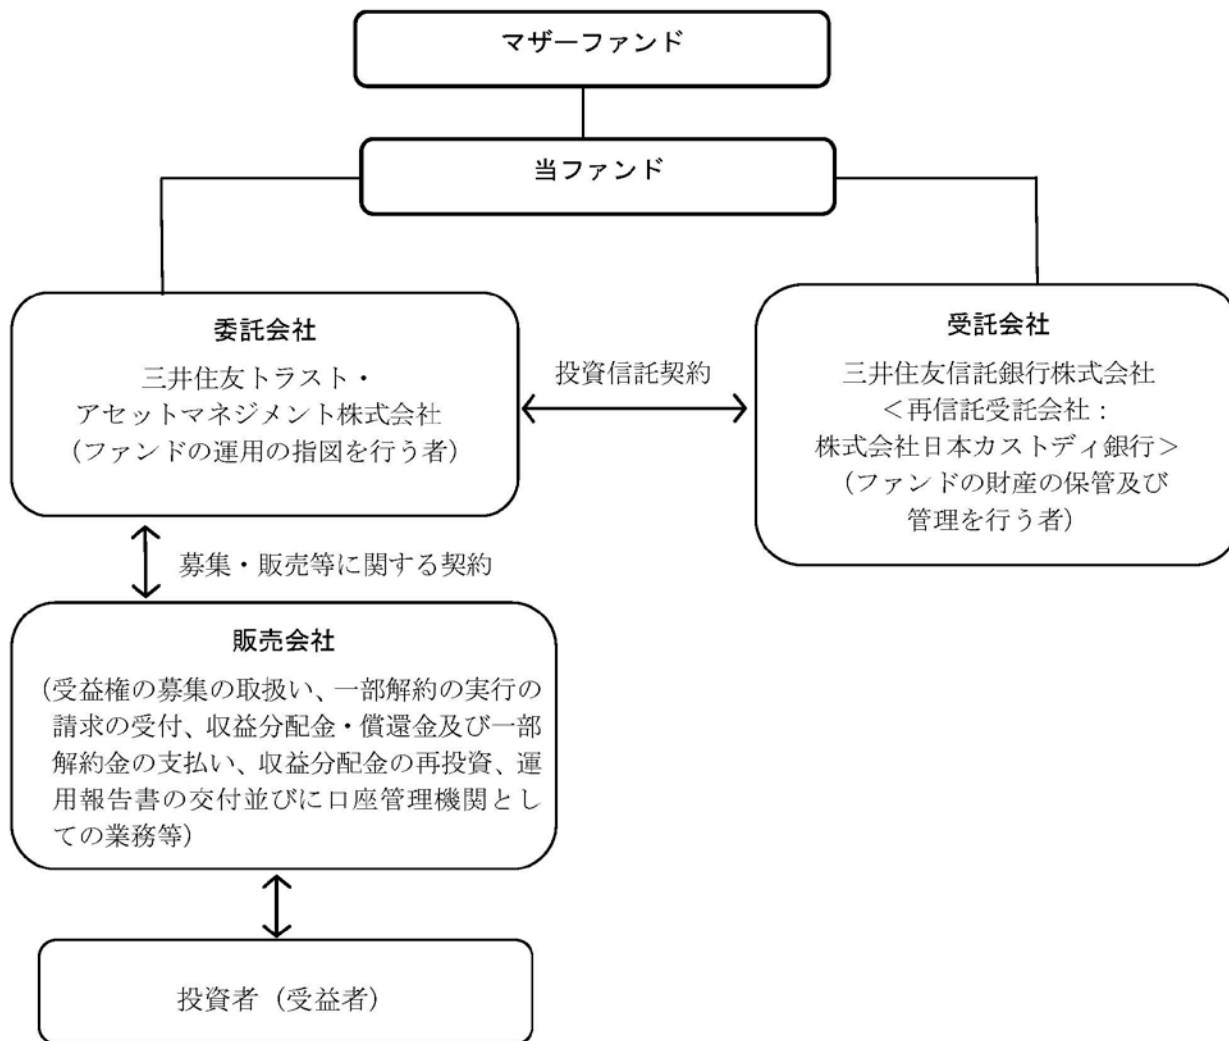 マザーファンド
当ファンド
委託会社
三井住友トラスト・
アセットマネジメント株式会社
（ファンドの運用の指図を行う者）
投資信託契約
受託会社
三井住友信託銀行株式会社
＜再信託受託会社：
株式会社日本カストディ銀行＞
（ファンドの財産の保管及び
管理を行う者）
募集・販売等に関する契約
販売会社
（受益権の募集の取扱い、一部解約の実行の
請求の受付、収益分配金・償還金及び一部
解約金の支払い、収益分配金の再投資、運
用報告書の交付並びに口座管理機関とし
ての業務等）
投資者（受益者）